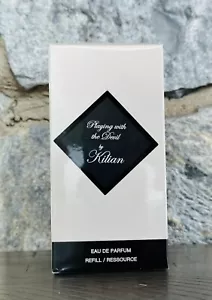 Playing with
the Devil
by
Kilian
EAU DE PARFUM
REFILL / RESSOURCE